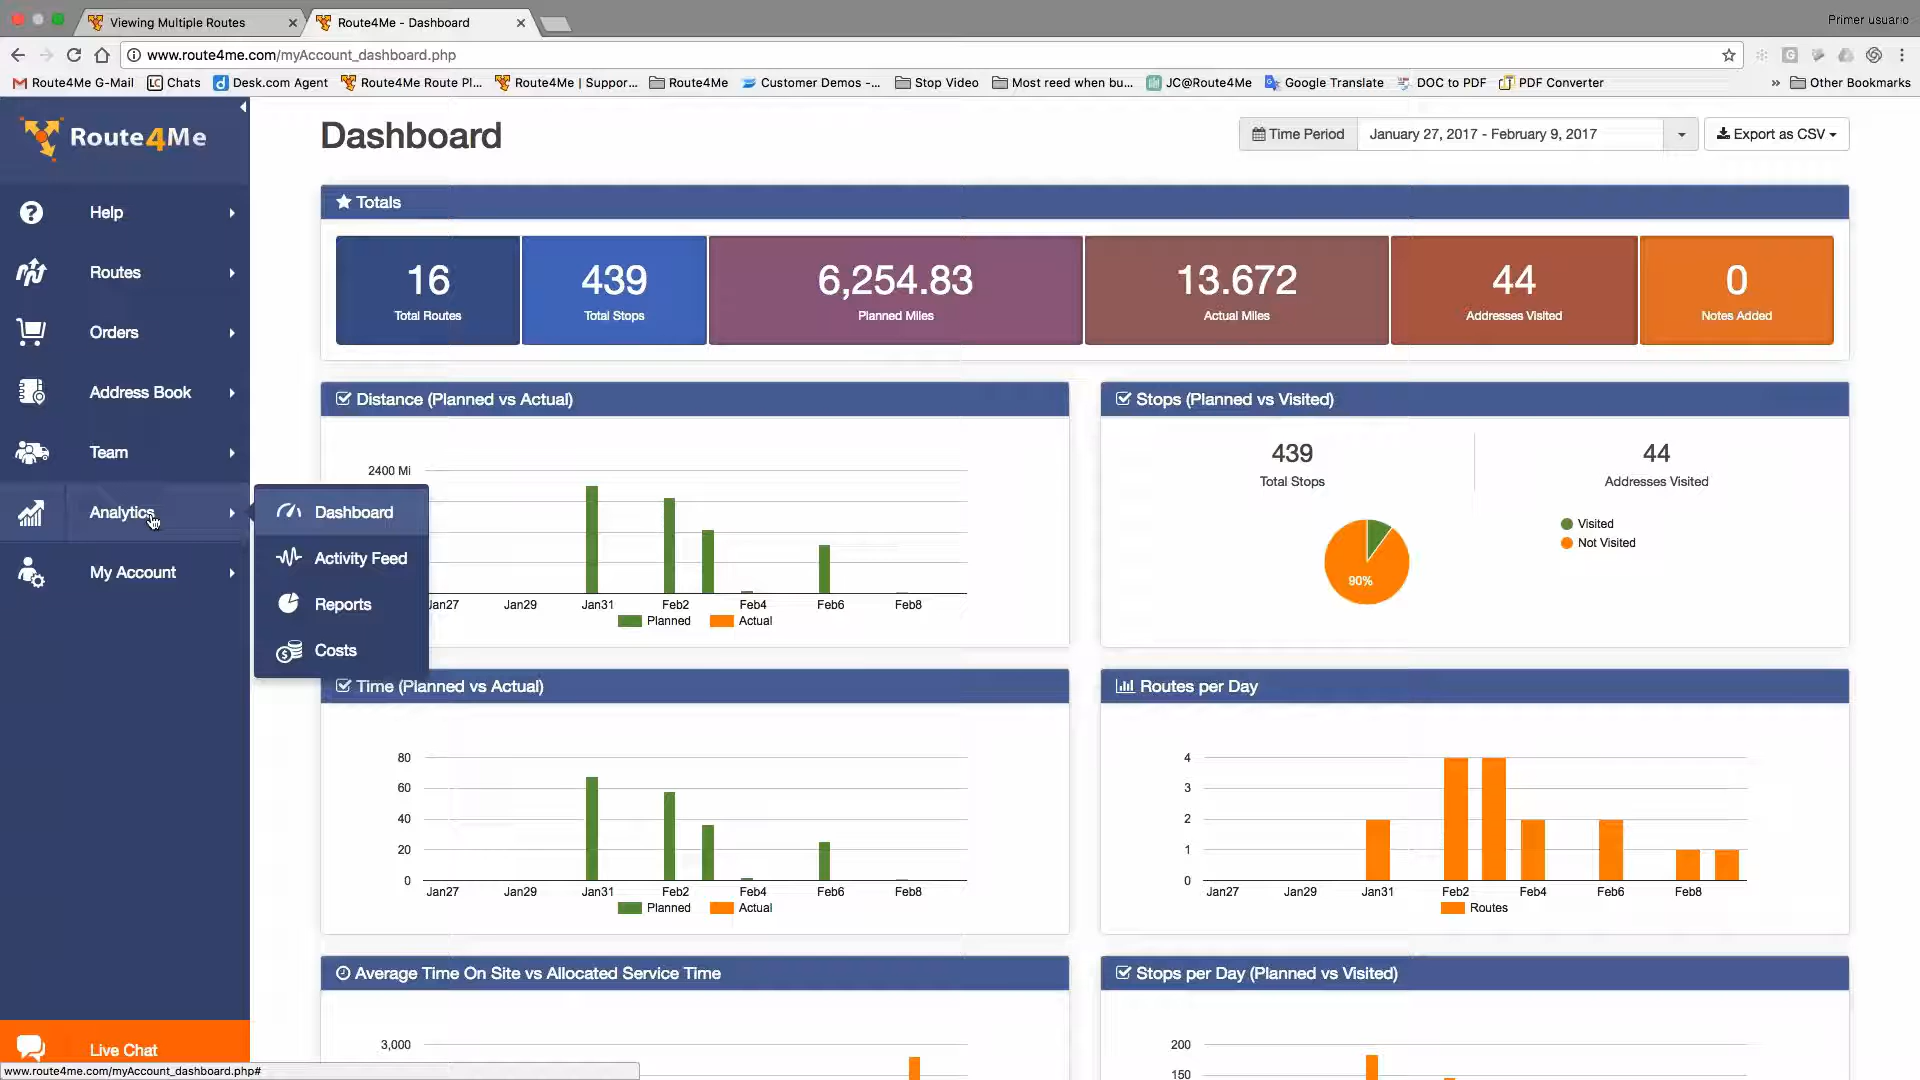 Viewing Multiple Routes
Route4Me - Dashboard
Primer usuario
www.route4me.com/myAccount_dashboard.php
Route4Me G-Mail
LC Chats
d Desk.com Agent
Route4Me Route Pl...
Route4Me | Suppor...
Route4Me
Customer Demos -...
Stop Video
Most reed when bu...
JC@Route4Me
Google Translate
DOC to PDF
PDF Converter
» Other Bookmarks
Route4Me
Help
Routes
Orders
Address Book
Team
Analytics
My Account
Dashboard
Activity Feed
Reports
Costs
Live Chat
www.route4me.com/myAccount_dashboard.php#
Dashboard
Time Period
January 27, 2017 - February 9, 2017
Export as CSV
Totals
16
Total Routes
439
Total Stops
6,254.83
Planned Miles
13.672
Actual Miles
44
Addresses Visited
0
Notes Added
Distance (Planned vs Actual)
2400 Mi
Jan27 Jan29 Jan31 Feb2 Feb4 Feb6 Feb8
Planned Actual
Stops (Planned vs Visited)
439
Total Stops
44
Addresses Visited
90%
Visited
Not Visited
Time (Planned vs Actual)
80
60
40
20
0
Jan27 Jan29 Jan31 Feb2 Feb4 Feb6 Feb8
Planned Actual
Routes per Day
4
3
2
1
0
Jan27 Jan29 Jan31 Feb2 Feb4 Feb6 Feb8
Routes
Average Time On Site vs Allocated Service Time
3,000
Stops per Day (Planned vs Visited)
200
150